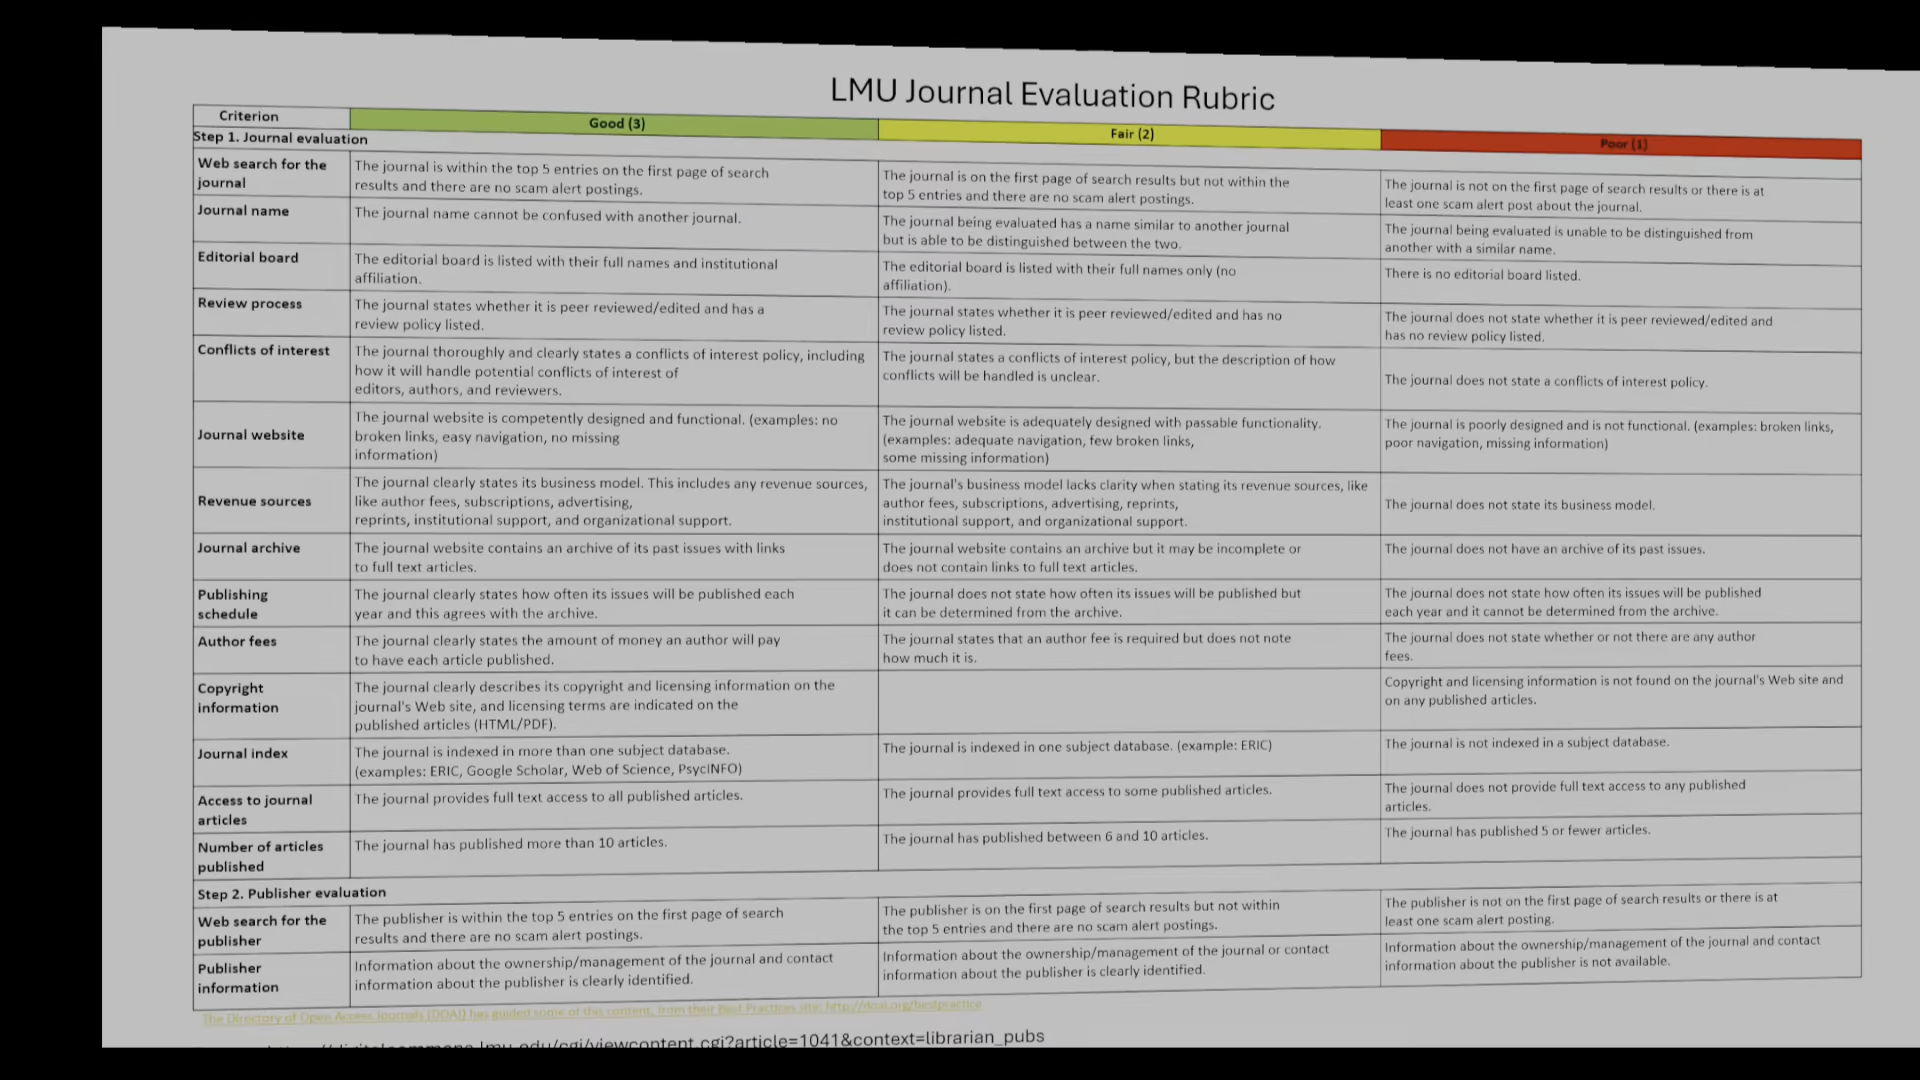 LMU Journal Evaluation Rubric
Criterion
Good (3)
Fair (2)
Poor (1)
Step 1. Journal evaluation
Web search for the
journal
The journal is within the top 5 entries on the first page of search
results and there are no scam alert postings.
The journal is on the first page of search results but not within the
top 5 entries and there are no scam alert postings.
The journal is not on the first page of search results or there is at
least one scam alert post about the journal.
Journal name
The journal name cannot be confused with another journal.
The journal being evaluated has a name similar to another journal
but is able to be distinguished between the two.
The journal being evaluated is unable to be distinguished from
another with a similar name.
Editorial board
The editorial board is listed with their full names and institutional
affiliation.
The editorial board is listed with their full names only (no
affiliation).
There is no editorial board listed.
Review process
The journal states whether it is peer reviewed/edited and has a
review policy listed.
The journal states whether it is peer reviewed/edited and has no
review policy listed.
The journal does not state whether it is peer reviewed/edited and
has no review policy listed.
Conflicts of interest
The journal thoroughly and clearly states a conflicts of interest policy, including
how it will handle potential conflicts of interest of
editors, authors, and reviewers.
The journal states a conflicts of interest policy, but the description of how
conflicts will be handled is unclear.
The journal does not state a conflicts of interest policy.
Journal website
The journal website is competently designed and functional. (examples: no
broken links, easy navigation, no missing
information)
The journal website is adequately designed with passable functionality.
(examples: adequate navigation, few broken links,
some missing information)
The journal is poorly designed and is not functional. (examples: broken links,
poor navigation, missing information)
Revenue sources
The journal clearly states its business model. This includes any revenue sources,
like author fees, subscriptions, advertising,
reprints, institutional support, and organizational support.
The journal's business model lacks clarity when stating its revenue sources, like
author fees, subscriptions, advertising, reprints,
institutional support, and organizational support.
The journal does not state its business model.
Journal archive
The journal website contains an archive of its past issues with links
to full text articles.
The journal website contains an archive but it may be incomplete or
does not contain links to full text articles.
The journal does not have an archive of its past issues.
Publishing
schedule
The journal clearly states how often its issues will be published each
year and this agrees with the archive.
The journal does not state how often its issues will be published but
it can be determined from the archive.
The journal does not state how often its issues will be published
each year and it cannot be determined from the archive.
Author fees
The journal clearly states the amount of money an author will pay
to have each article published.
The journal states that an author fee is required but does not note
how much it is.
The journal does not state whether or not there are any author
fees.
Copyright
information
The journal clearly describes its copyright and licensing information on the
journal's Web site, and licensing terms are indicated on the
published articles (HTML/PDF).
Copyright and licensing information is not found on the journal's Web site and
on any published articles.
Journal index
The journal is indexed in more than one subject database.
(examples: ERIC, Google Scholar, Web of Science, PsycINFO)
The journal is indexed in one subject database. (example: ERIC)
The journal is not indexed in a subject database.
Access to journal
articles
The journal provides full text access to all published articles.
The journal provides full text access to some published articles.
The journal does not provide full text access to any published
articles.
Number of articles
published
The journal has published more than 10 articles.
The journal has published between 6 and 10 articles.
The journal has published 5 or fewer articles.
Step 2. Publisher evaluation
Web search for the
publisher
The publisher is within the top 5 entries on the first page of search
results and there are no scam alert postings.
The publisher is on the first page of search results but not within
the top 5 entries and there are no scam alert postings.
The publisher is not on the first page of search results or there is at
least one scam alert posting.
Publisher
information
Information about the ownership/management of the journal and contact
information about the publisher is clearly identified.
Information about the ownership/management of the journal or contact
information about the publisher is clearly identified.
Information about the ownership/management of the journal and contact
information about the publisher is not available.
The Directory of Open Access Journals (DOAJ) has guided some of this content, from their Best Practices site: http://doaj.org/bestpractice
://digitalcommons.lmu.edu/cgi/viewcontent.cgi?article=1041&context=librarian_pubs